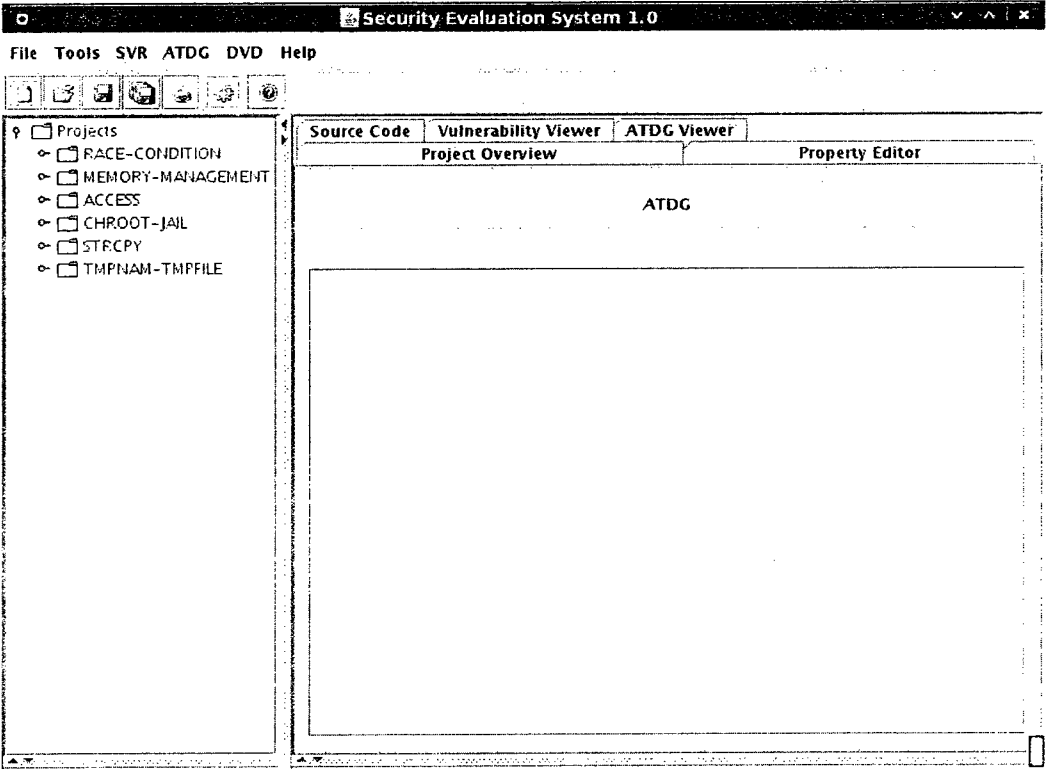 Security Evaluation System 1.0
File Tools SVR ATDG DVD Help
Projects
RACE-CONDITION
MEMORY-MANAGEMENT
ACCESS
CHROOT-JAIL
STRCPY
TMPNAM-TMPFILE
Source Code Vulnerability Viewer ATDG Viewer
Project Overview Property Editor
ATDG